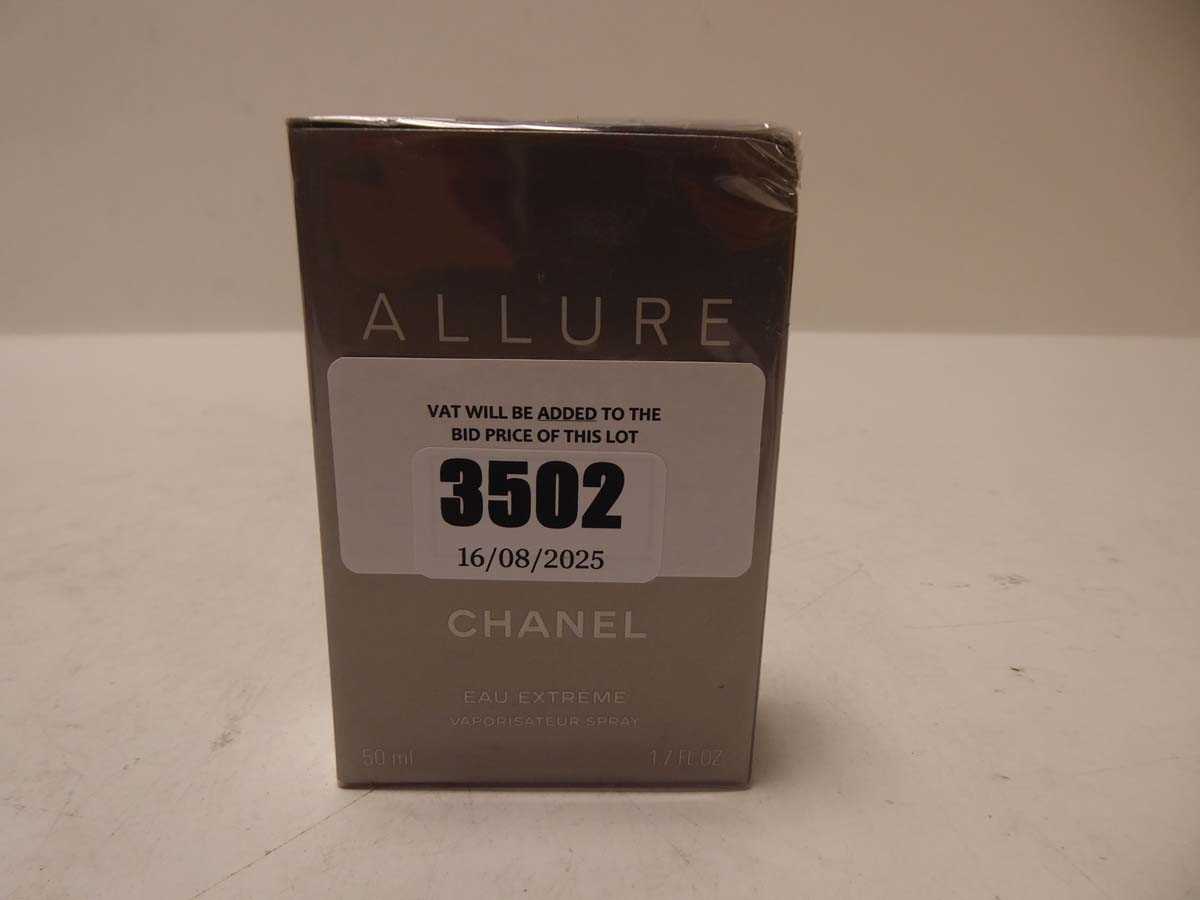 ALLURE
VAT WILL BE ADDED TO THE
BID PRICE OF THIS LOT
3502
16/08/2025
CHANEL
EAU EXTRÊME
VAPORISATEUR SPRAY
50 ml 1.7 FL.OZ